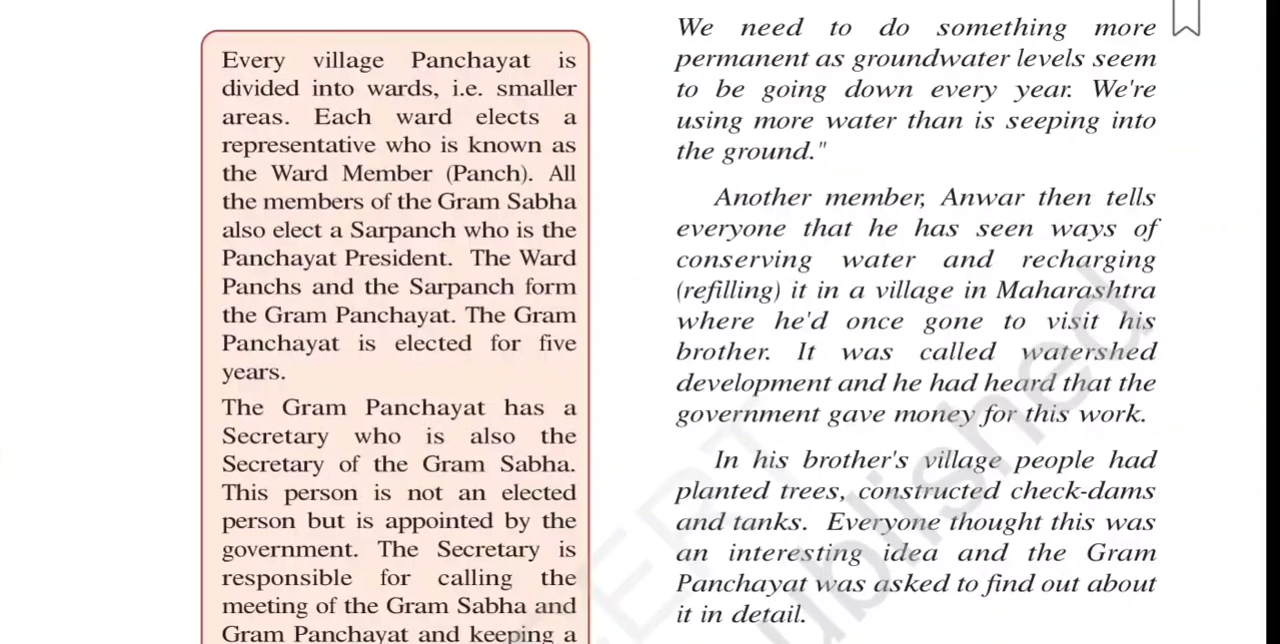 Every village Panchayat is
divided into wards, i.e. smaller
areas. Each ward elects a
representative who is known as
the Ward Member (Panch). All
the members of the Gram Sabha
also elect a Sarpanch who is the
Panchayat President. The Ward
Panchs and the Sarpanch form
the Gram Panchayat. The Gram
Panchayat is elected for five
years.
The Gram Panchayat has a
Secretary who is also the
Secretary of the Gram Sabha.
This person is not an elected
person but is appointed by the
government. The Secretary is
responsible for calling the
meeting of the Gram Sabha and
Gram Panchayat and keeping a
We need to do something more
permanent as groundwater levels seem
to be going down every year. We're
using more water than is seeping into
the ground."
Another member, Anwar then tells
everyone that he has seen ways of
conserving water and recharging
(refilling) it in a village in Maharashtra
where he'd once gone to visit his
brother. It was called watershed
development and he had heard that the
government gave money for this work.
In his brother's village people had
planted trees, constructed check-dams
and tanks. Everyone thought this was
an interesting idea and the Gram
Panchayat was asked to find out about
it in detail.